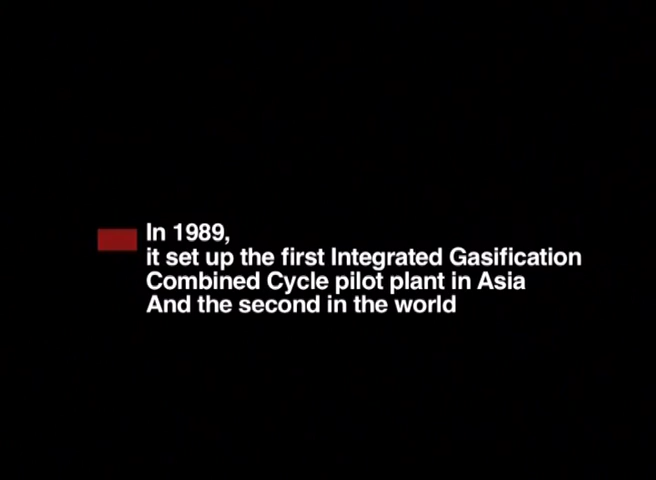 In 1989,
it set up the first Integrated Gasification
Combined Cycle pilot plant in Asia
And the second in the world